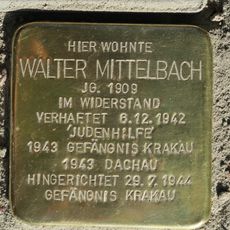 HIER WOHNTE
WALTER MITTELBACH
JG. 1909
IM WIDERSTAND
VERHAFTET 6.12.1942
'JUDENHILFE'
1943 GEFÄNGNIS KRAKAU
1943 DACHAU
HINGERICHTET 29.7.1944
GEFÄNGNIS KRAKAU